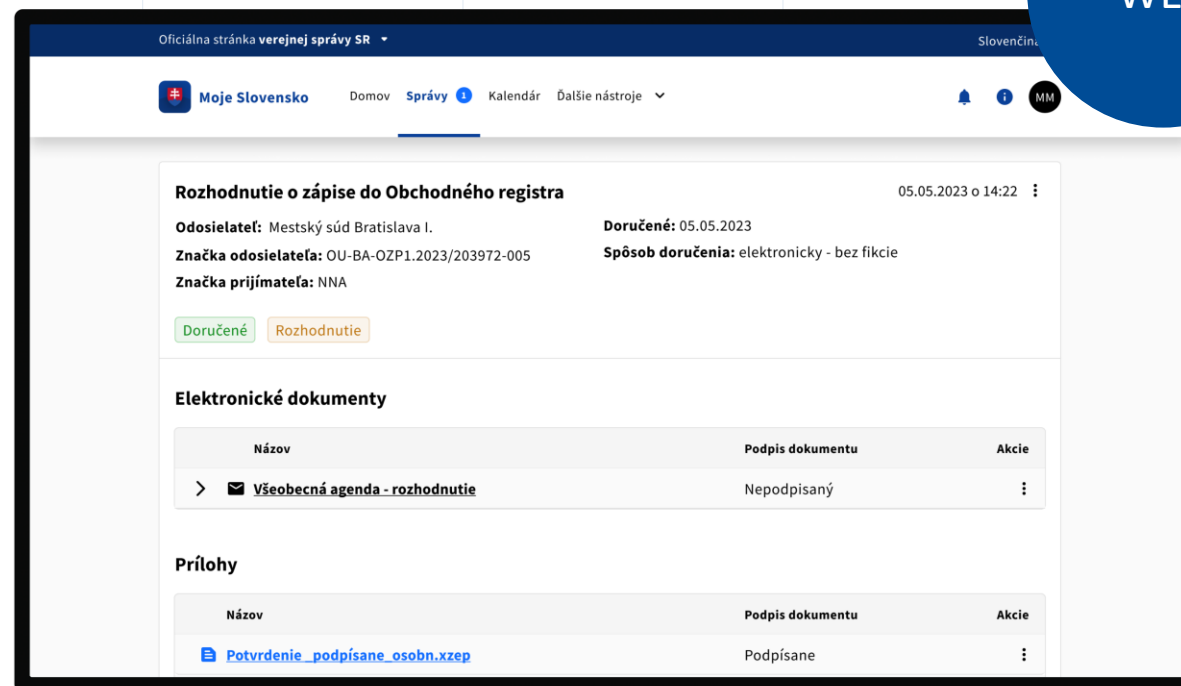 Oficiálna stránka verejnej správy SR
Moje Slovensko Domov Správy 1 Kalendár Ďalšie nástroje MM
Rozhodnutie o zápise do Obchodného registra 05.05.2023 o 14:22
Odosielateľ: Mestský súd Bratislava I. Doručené: 05.05.2023
Značka odosielateľa: OU-BA-OZP1.2023/203972-005 Spôsob doručenia: elektronicky - bez fikcie
Značka prijímateľa: NNA
Doručené Rozhodnutie
Elektronické dokumenty
Názov Podpis dokumentu Akcie
Všeobecná agenda - rozhodnutie Nepodpisaný
Prílohy
Názov Podpis dokumentu Akcie
Potvrdenie _podpísane_osobn.xzep Podpísane